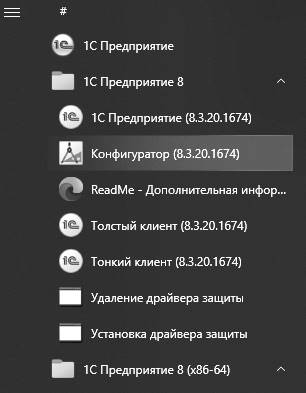 #
1С Предприятие
1С Предприятие 8
1С Предприятие (8.3.20.1674)
Конфигуратор (8.3.20.1674)
ReadMe - Дополнительная инфор...
Толстый клиент (8.3.20.1674)
Тонкий клиент (8.3.20.1674)
Удаление драйвера защиты
Установка драйвера защиты
1С Предприятие 8 (x86-64)